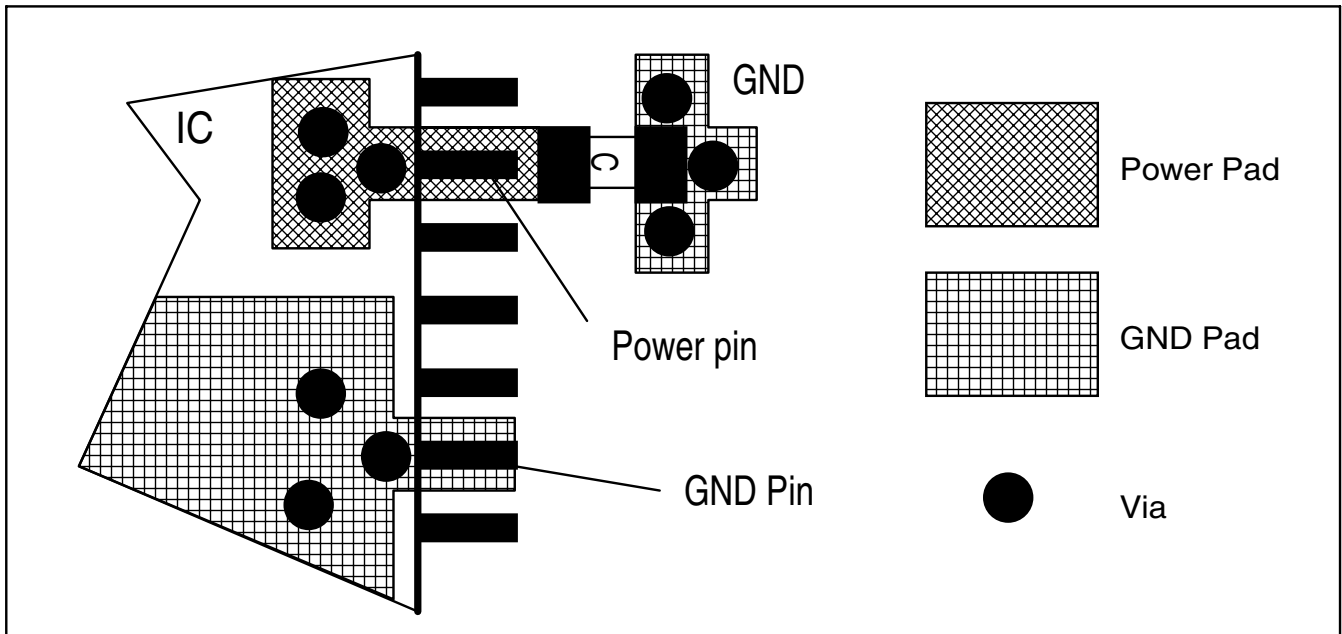 IC
GND
C
Power pin
GND Pin
Power Pad
GND Pad
Via